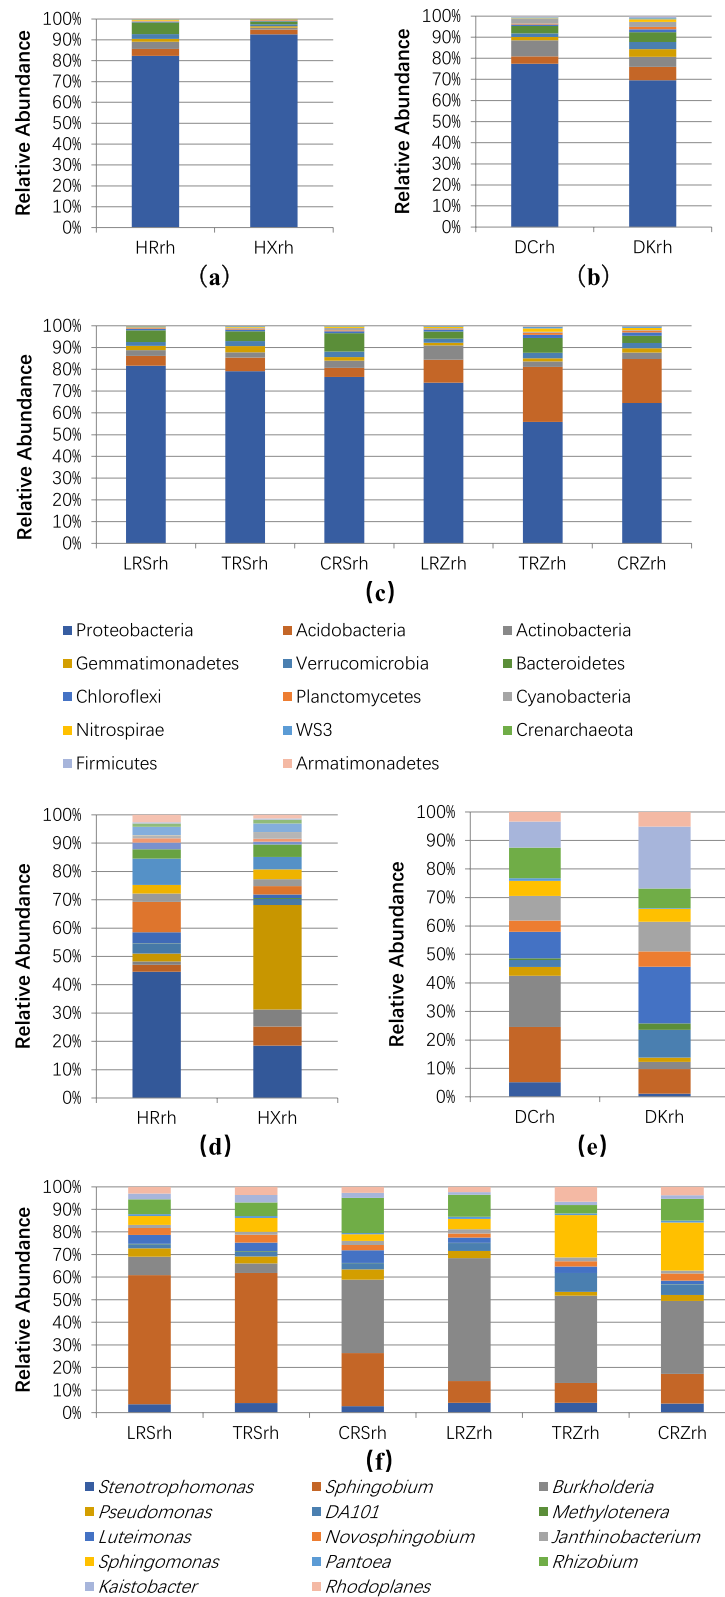 Relative Abundance
100%
90%
80%
70%
60%
50%
40%
30%
20%
10%
0%
HRrh HXrh
(a)
Relative Abundance
100%
90%
80%
70%
60%
50%
40%
30%
20%
10%
0%
DCrh DKrh
(b)
Relative Abundance
100%
90%
80%
70%
60%
50%
40%
30%
20%
10%
0%
LRSrh TRSrh CRSrh LRZrh TRZrh CRZrh
(c)
Proteobacteria Acidobacteria Actinobacteria
Gemmatimonadetes Verrucomicrobia Bacteroidetes
Chloroflexi Planctomycetes Cyanobacteria
Nitrospirae WS3 Crenarchaeota
Firmicutes Armatimonadetes
Relative Abundance
100%
90%
80%
70%
60%
50%
40%
30%
20%
10%
0%
HRrh HXrh
(d)
Relative Abundance
100%
90%
80%
70%
60%
50%
40%
30%
20%
10%
0%
DCrh DKrh
(e)
Relative Abundance
100%
90%
80%
70%
60%
50%
40%
30%
20%
10%
0%
LRSrh TRSrh CRSrh LRZrh TRZrh CRZrh
(f)
Stenotrophomonas Sphingobium Burkholderia
Pseudomonas DA101 Methylotenera
Luteimonas Novosphingobium Janthinobacterium
Sphingomonas Pantoea Rhizobium
Kaistobacter Rhodoplanes